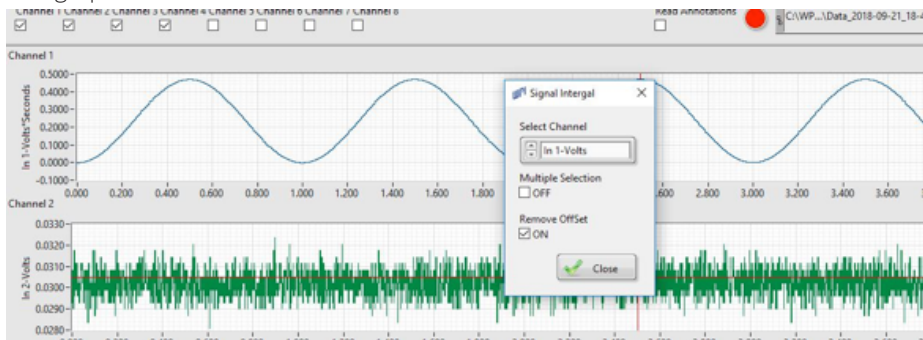 Channel 1 Channel 2 Channel 3 Channel 4 Channel 5 Channel 6 Channel 7 Channel 8
Read Annotations
C:\WP...\Data_2018-09-21_18-4
Channel 1
0.5000
0.4000
0.3000
0.2000
0.1000
0.0000
-0.1000
In 1-Volts*Seconds
0.000 0.200 0.400 0.600 0.800 1.000 1.200 1.400 1.600 1.800 .600 2.800 3.000 3.200 3.400 3.600
Signal Intergal
Select Channel
In 1-Volts
Multiple Selection
OFF
Remove OffSet
ON
Close
Channel 2
0.0330
0.0320
0.0310
0.0300
0.0290
0.0280
In 2-Volts